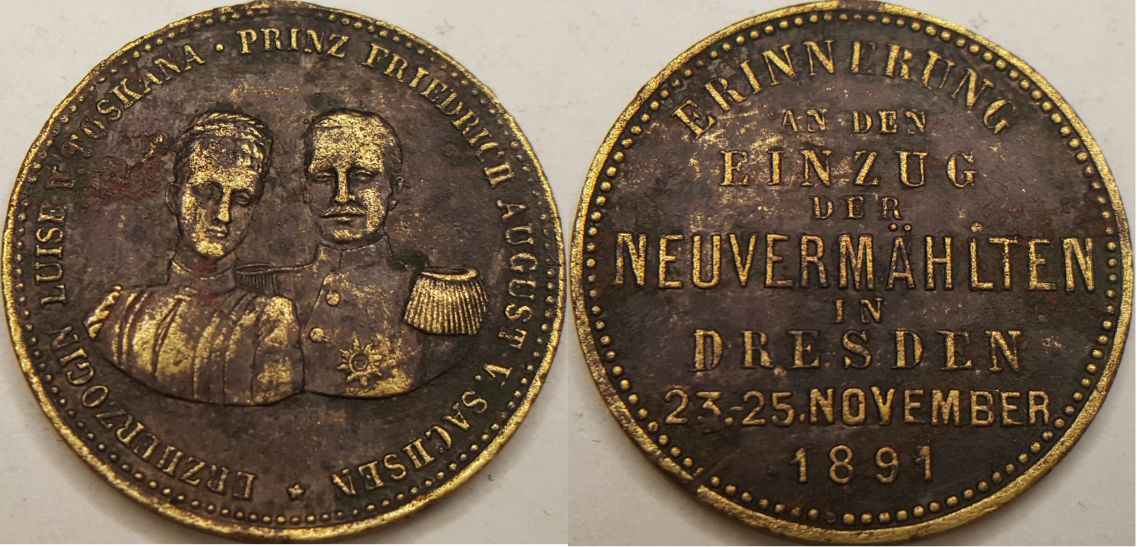 ERZHERZOGIN LUISE V. TOSKANA · PRINZ FRIEDRICH AUGUST V. SACHSEN
ERINNERUNG
AN DEN
EINZUG
DER
NEUVERMÄHLTEN
IN
DRESDEN
23.-25. NOVEMBER
1891